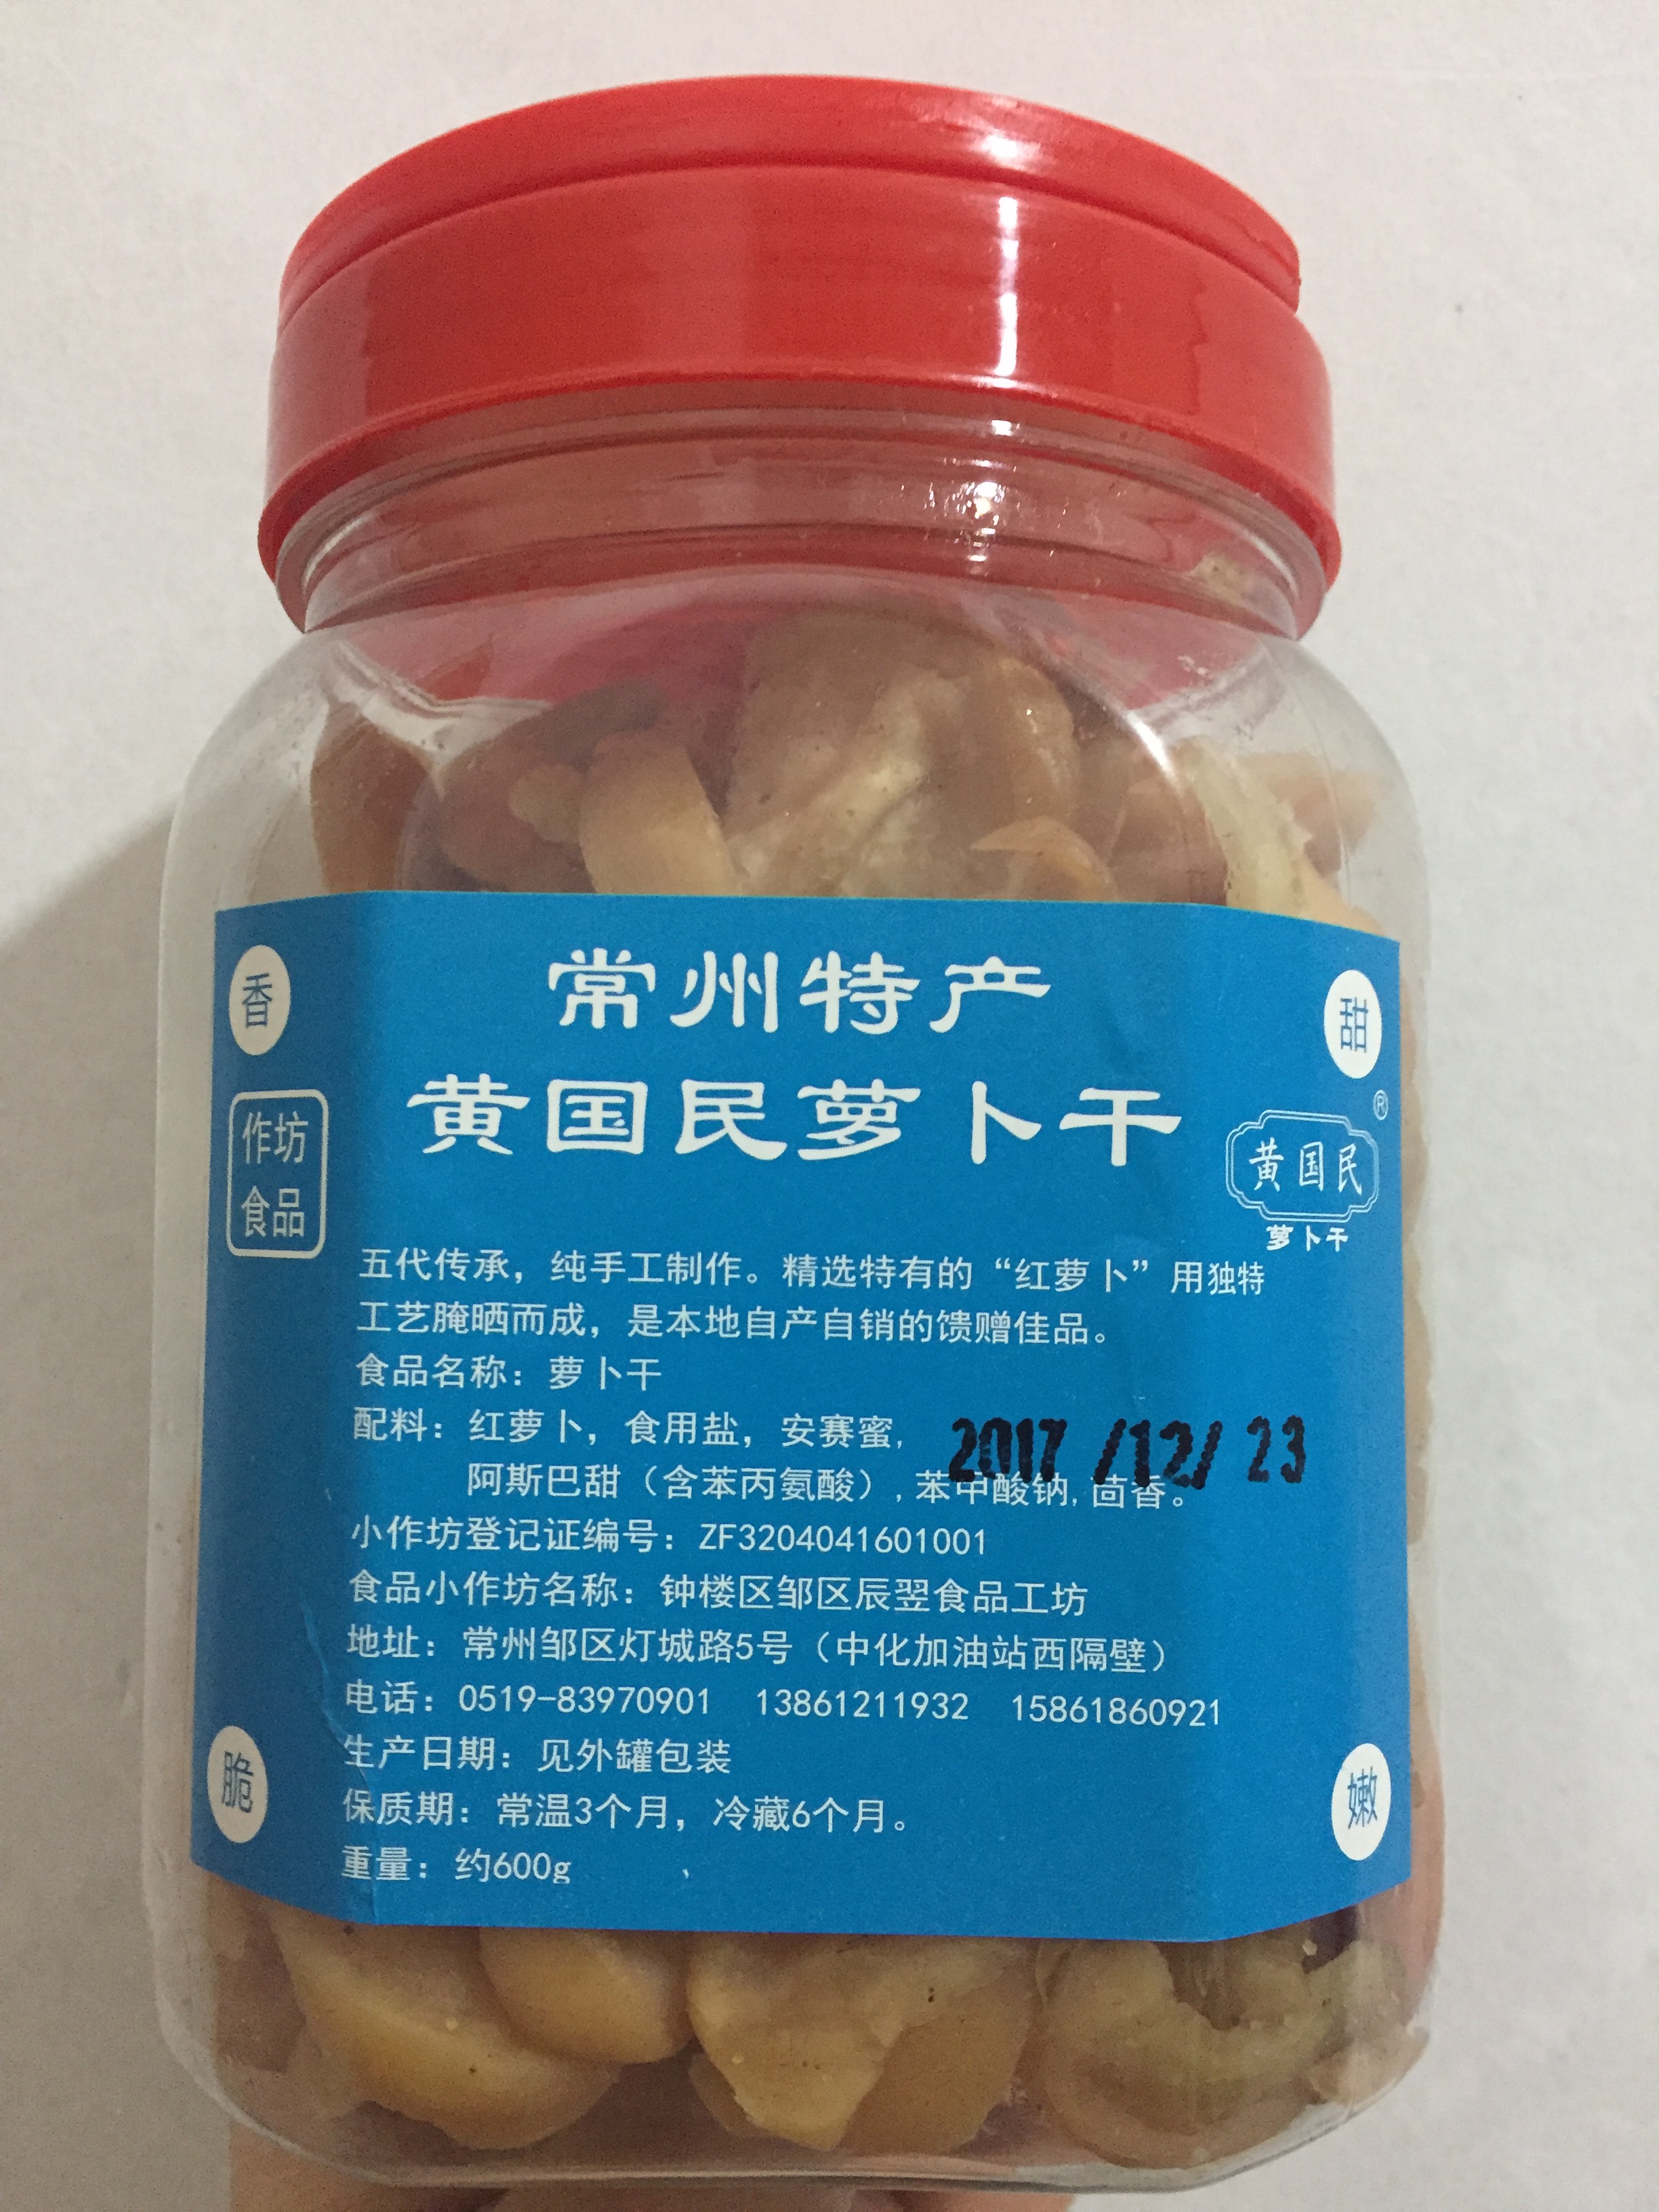 常州特产
香
甜
黄国民萝卜干
作坊
食品
®
黄国民
萝卜干
五代传承，纯手工制作。精选特有的“红萝卜”用独特
工艺腌晒而成，是本地自产自销的馈赠佳品。
食品名称：萝卜干
配料：红萝卜，食用盐，安赛蜜，
2017/12/23
阿斯巴甜（含苯丙氨酸），苯甲酸钠，茴香。
小作坊登记证编号：ZF3204041601001
食品小作坊名称：钟楼区邹区辰翌食品工坊
地址：常州邹区灯城路5号（中化加油站西隔壁）
电话：0519-83970901 13861211932 15861860921
生产日期：见外罐包装
脆
嫩
保质期：常温3个月，冷藏6个月。
重量：约600g